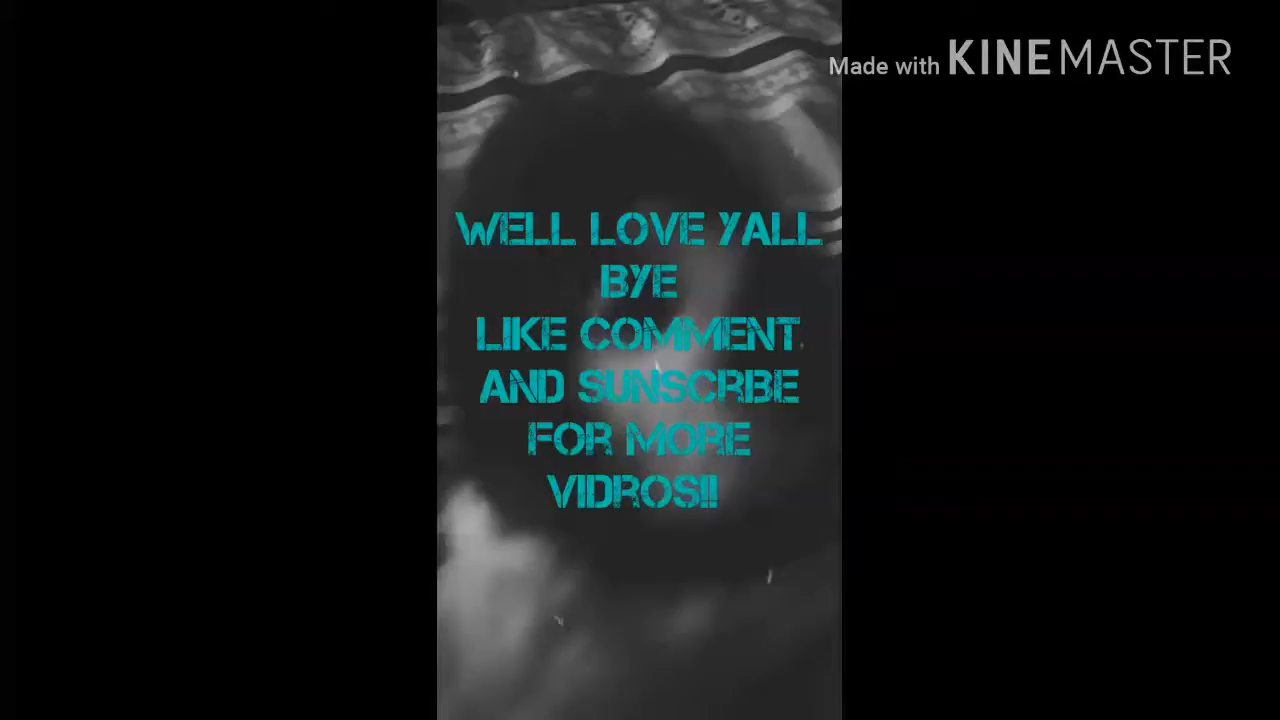 Made with KINEMASTER
WELL LOVE YALL
BYE
LIKE COMMENT
AND SUNSCRBE
FOR MORE
VIDROS!!